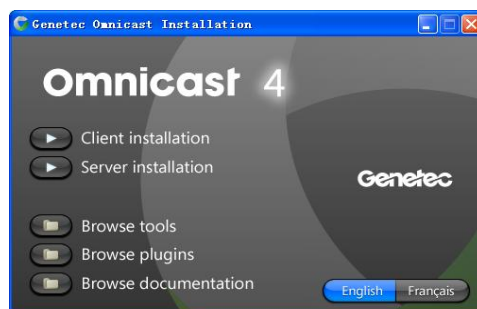 Genetec Omnicast Installation
Omnicast 4
Client installation
Server installation
Genetec
Browse tools
Browse plugins
Browse documentation
English Français